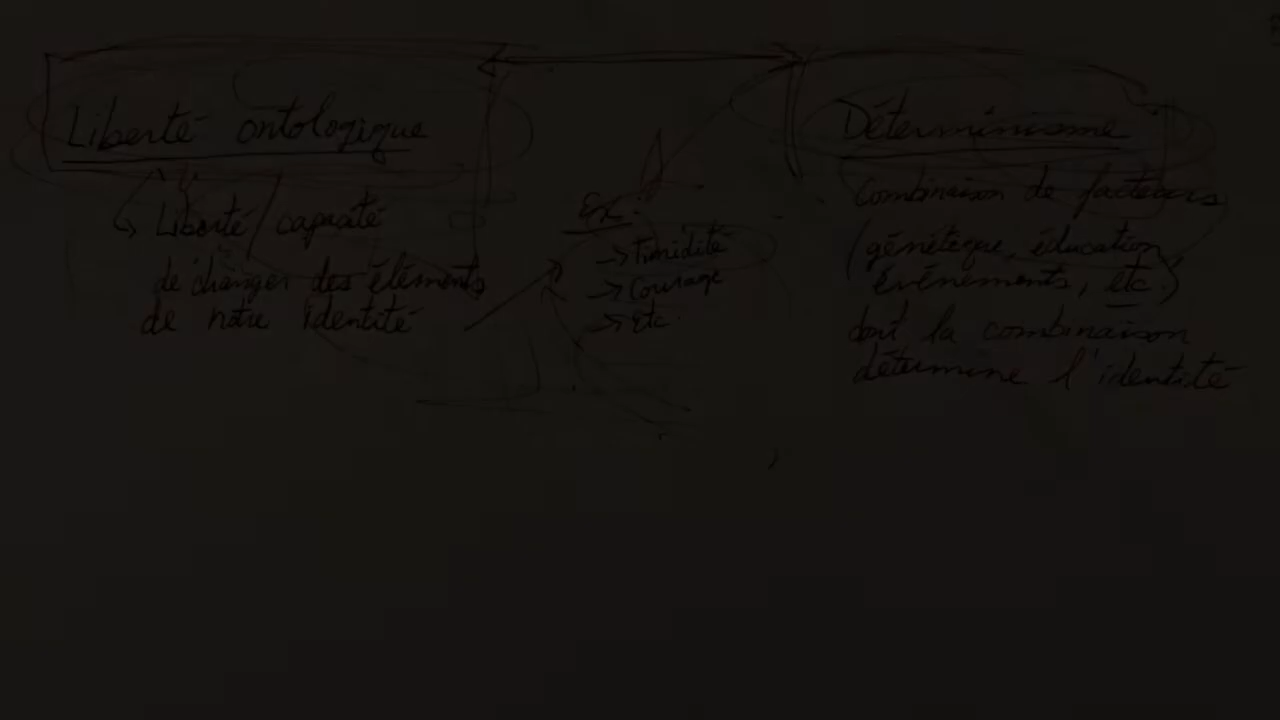 Liberté ontologique
Liberté/capacité
de changer des éléments
de notre identité
Ex:
→ Timidité
→ Courage
→ Etc.
Déterminisme
Combinaison de facteurs
(génétique, éducation,
événements, etc.)
dont la combinaison
détermine l'identité